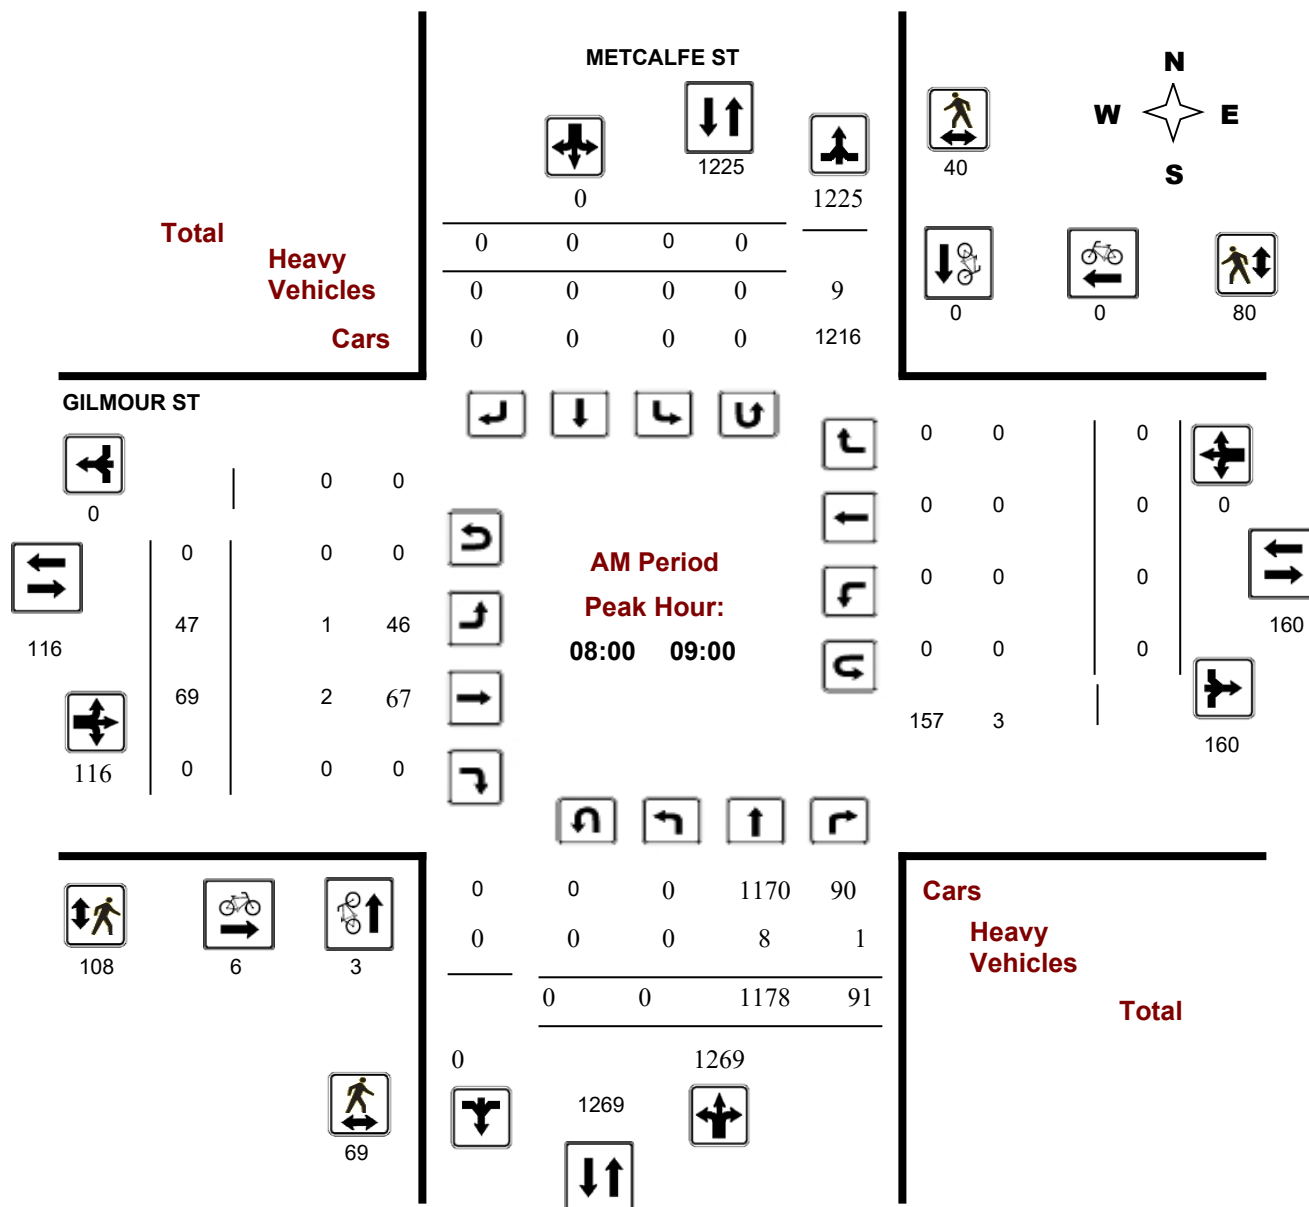 METCALFE ST
N
W E
S
1225
40
0 1225
Total
0 0 0 0
Heavy
Vehicles
0 0 0 0 9
0 0 80
Cars
0 0 0 0 1216
GILMOUR ST
0 0 0
0 0
0
0 0 0 0
0 0 0
AM Period
0 0 0
Peak Hour:
47 1 46
160
116
08:00 09:00
0 0 0
69 2 67
157 3
160
116
0 0 0
0 0 0 1170 90
Cars
0 0 0 8 1
Heavy
Vehicles
108 6 3
0 0 1178 91
Total
0 1269
1269
69